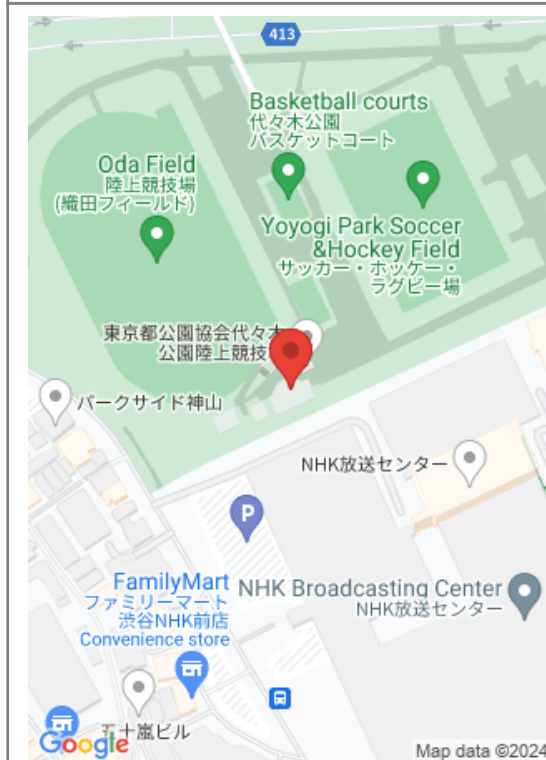 413
Basketball courts
代々木公園
バスケットコート
Oda Field
陸上競技場
(織田フィールド)
Yoyogi Park Soccer
&Hockey Field
サッカー・ホッケー・
ラグビー場
東京都公園協会代々木
公園陸上競技
パークサイド神山
NHK放送センター
P
FamilyMart
ファミリーマート
渋谷NHK前店
Convenience store
NHK Broadcasting Center
NHK放送センター
五十嵐ビル
Google
Map data ©2024